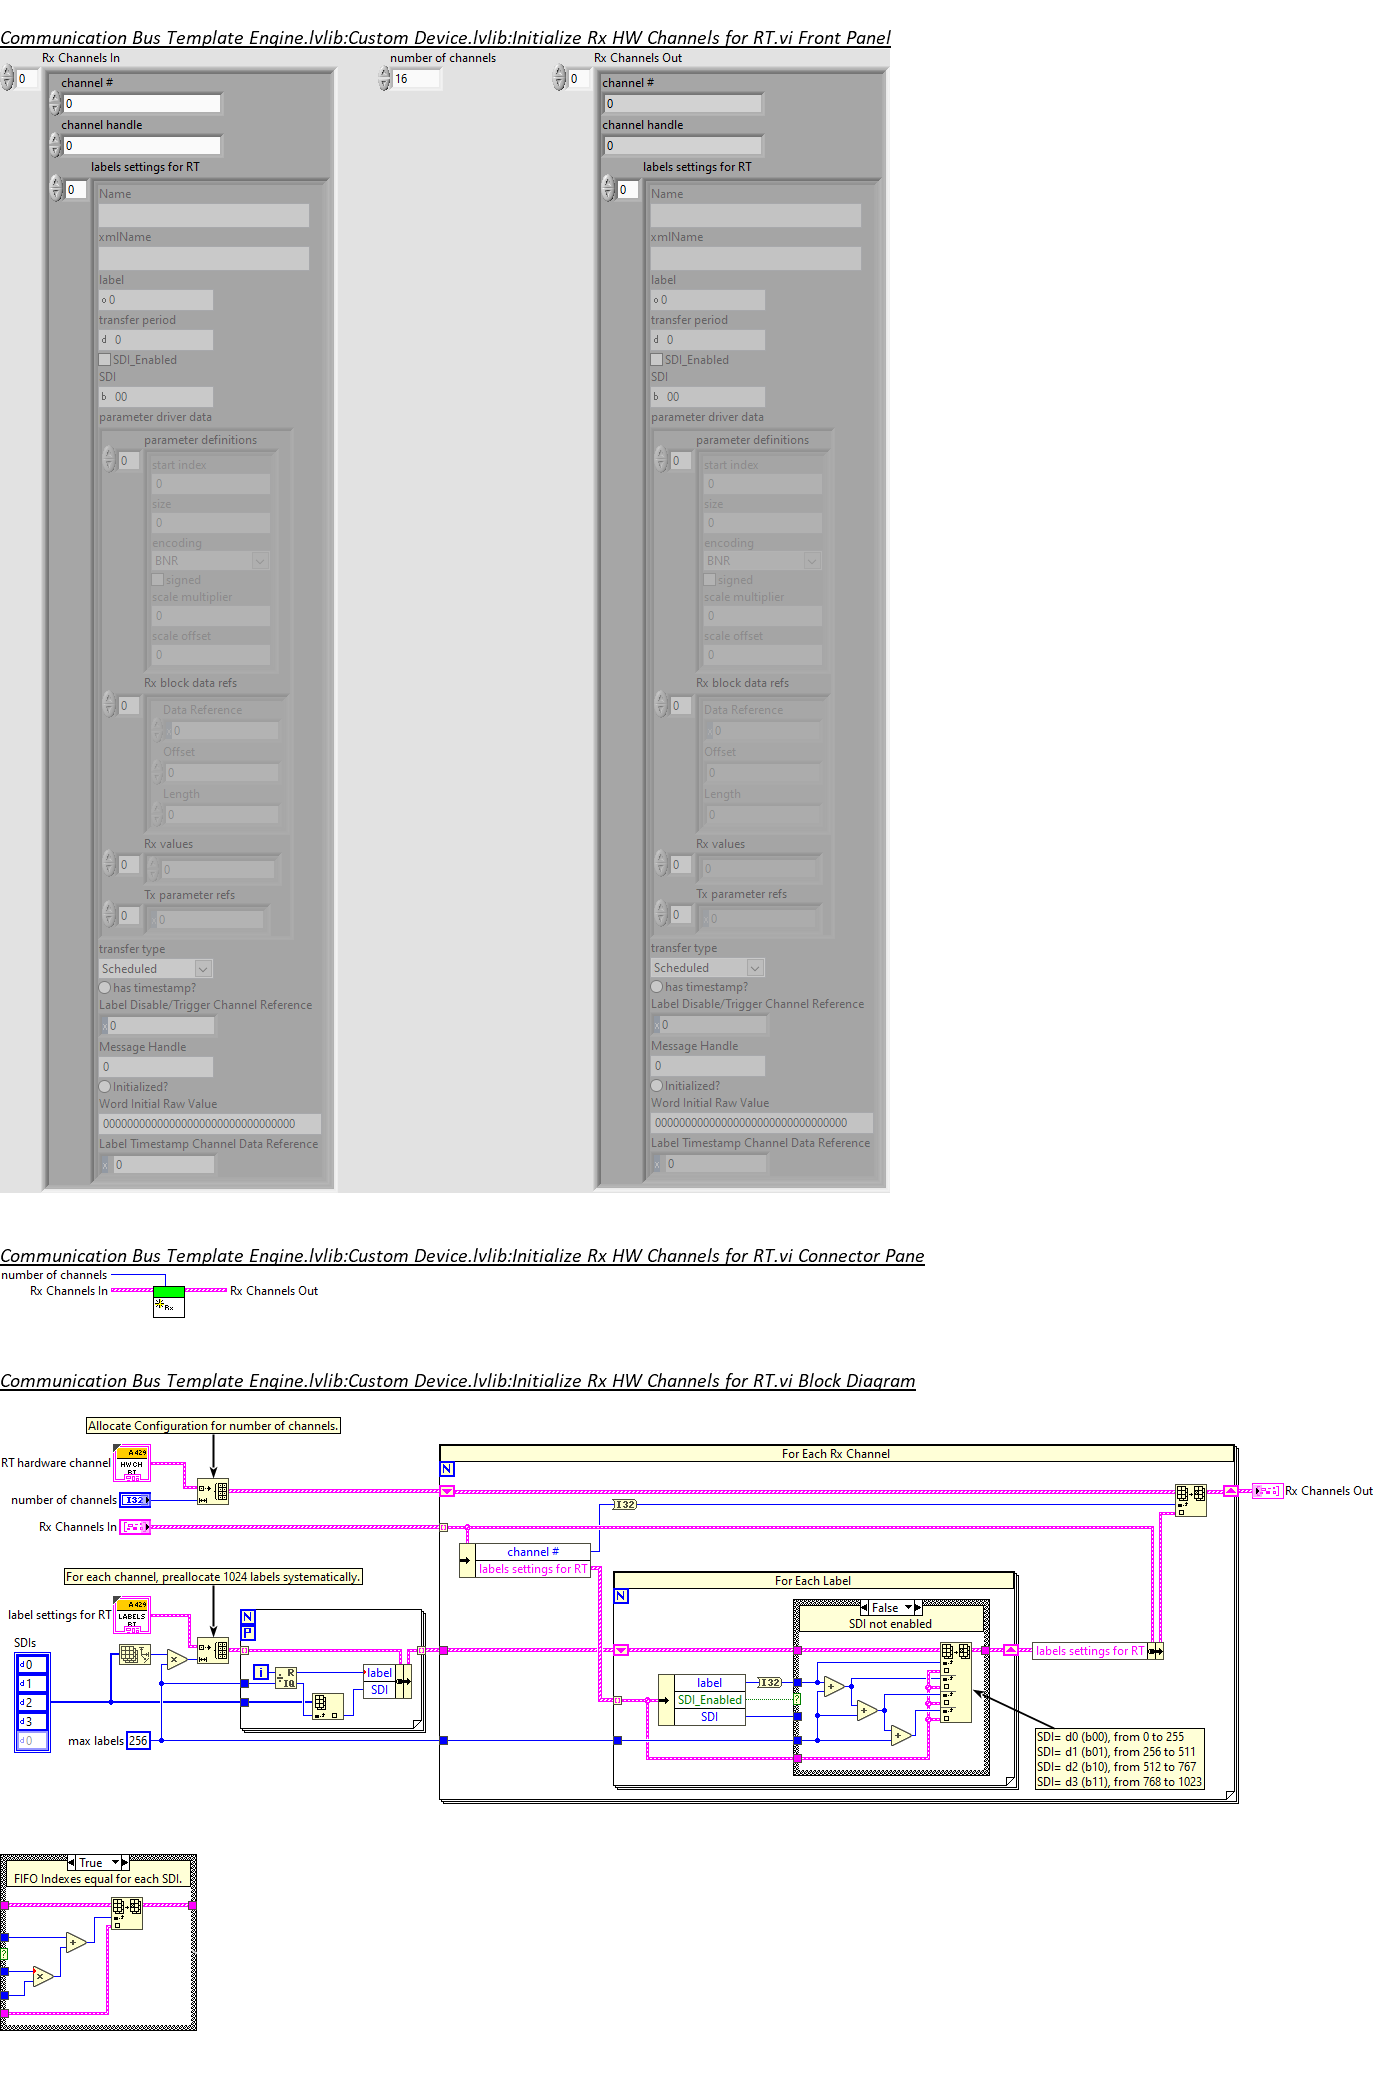 Communication Bus Template Engine.lvlib:Custom Device.lvlib:Initialize Rx HW Channels for RT.vi Front Panel
Rx Channels In
0
channel #
0
channel handle
0
labels settings for RT
0
Name
xmlName
label
o 0
transfer period
d 0
SDI_Enabled
SDI
b 00
parameter driver data
parameter definitions
0
start index
0
size
0
encoding
BNR
signed
scale multiplier
0
scale offset
0
Rx block data refs
0
Data Reference
x 0
Offset
0
Length
0
Rx values
0
0
Tx parameter refs
0
x 0
transfer type
Scheduled
has timestamp?
Label Disable/Trigger Channel Reference
x 0
Message Handle
0
Initialized?
Word Initial Raw Value
00000000000000000000000000000000
Label Timestamp Channel Data Reference
x 0
number of channels
16
Rx Channels Out
0
channel #
0
channel handle
0
labels settings for RT
0
Name
xmlName
label
o 0
transfer period
d 0
SDI_Enabled
SDI
b 00
parameter driver data
parameter definitions
0
start index
0
size
0
encoding
BNR
signed
scale multiplier
0
scale offset
0
Rx block data refs
0
Data Reference
x 0
Offset
0
Length
0
Rx values
0
0
Tx parameter refs
0
x 0
transfer type
Scheduled
has timestamp?
Label Disable/Trigger Channel Reference
x 0
Message Handle
0
Initialized?
Word Initial Raw Value
00000000000000000000000000000000
Label Timestamp Channel Data Reference
x 0
Communication Bus Template Engine.lvlib:Custom Device.lvlib:Initialize Rx HW Channels for RT.vi Connector Pane
number of channels
Rx Channels In
Rx
Rx Channels Out
Communication Bus Template Engine.lvlib:Custom Device.lvlib:Initialize Rx HW Channels for RT.vi Block Diagram
Allocate Configuration for number of channels.
RT hardware channel
A429
HW CH
RT
number of channels
I32
Rx Channels In
For each channel, preallocate 1024 labels systematically.
label settings for RT
A429
LABELS
RT
SDIs
d 0
d 1
d 2
d 3
d 0
max labels
256
N
P
i
R
IQ
label
SDI
For Each Rx Channel
N
I32
channel #
labels settings for RT
For Each Label
N
label
SDI_Enabled
SDI
I32
False
SDI not enabled
labels settings for RT
Rx Channels Out
SDI= d0 (b00), from 0 to 255
SDI= d1 (b01), from 256 to 511
SDI= d2 (b10), from 512 to 767
SDI= d3 (b11), from 768 to 1023
True
FIFO Indexes equal for each SDI.